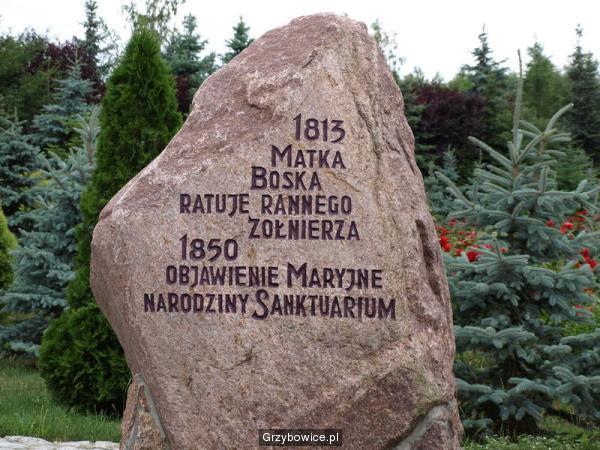 1813
MATKA
BOSKA
RATUJE RANNEGO
ŻOŁNIERZA
1850
OBJAWIENIE MARYJNE
NARODZINY SANKTUARIUM
Grzybowice.pl